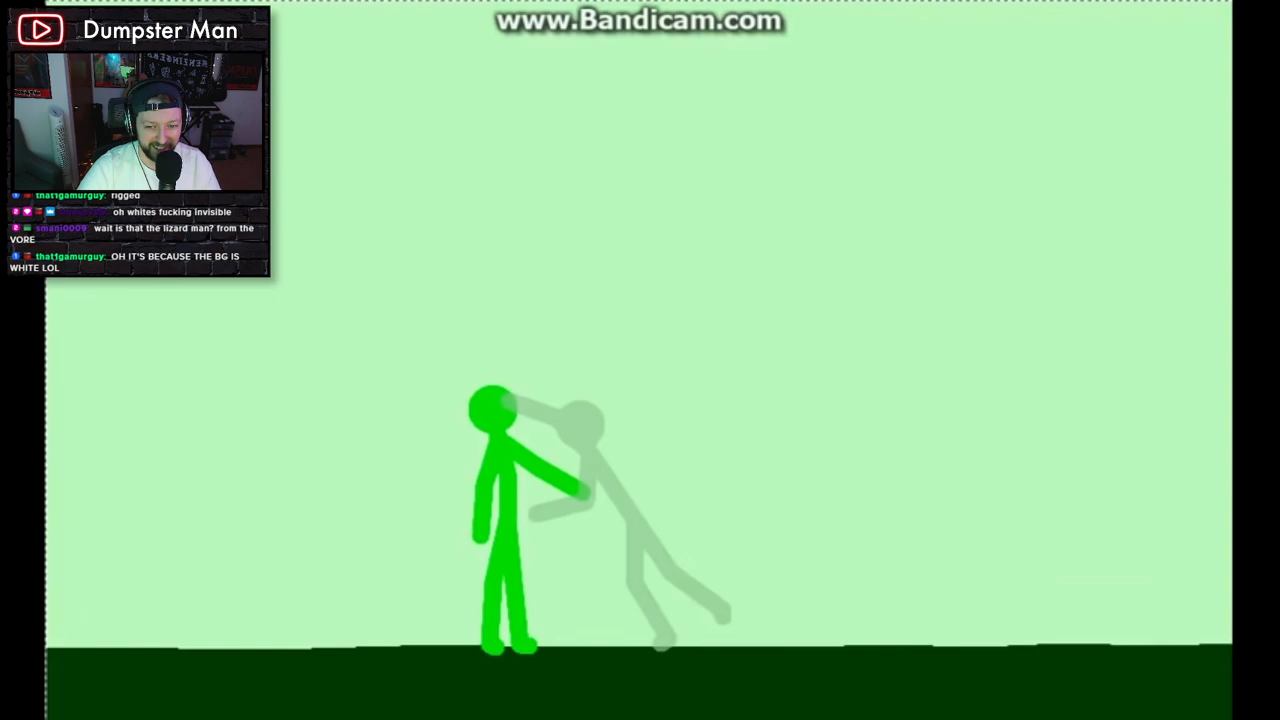 www.Bandicam.com
Dumpster Man
that1gamurguy: rigged
oh whites fucking invisible
smani0009: wait is that the lizard man? from the
VORE
that1gamurguy: OH IT'S BECAUSE THE BG IS
WHITE LOL